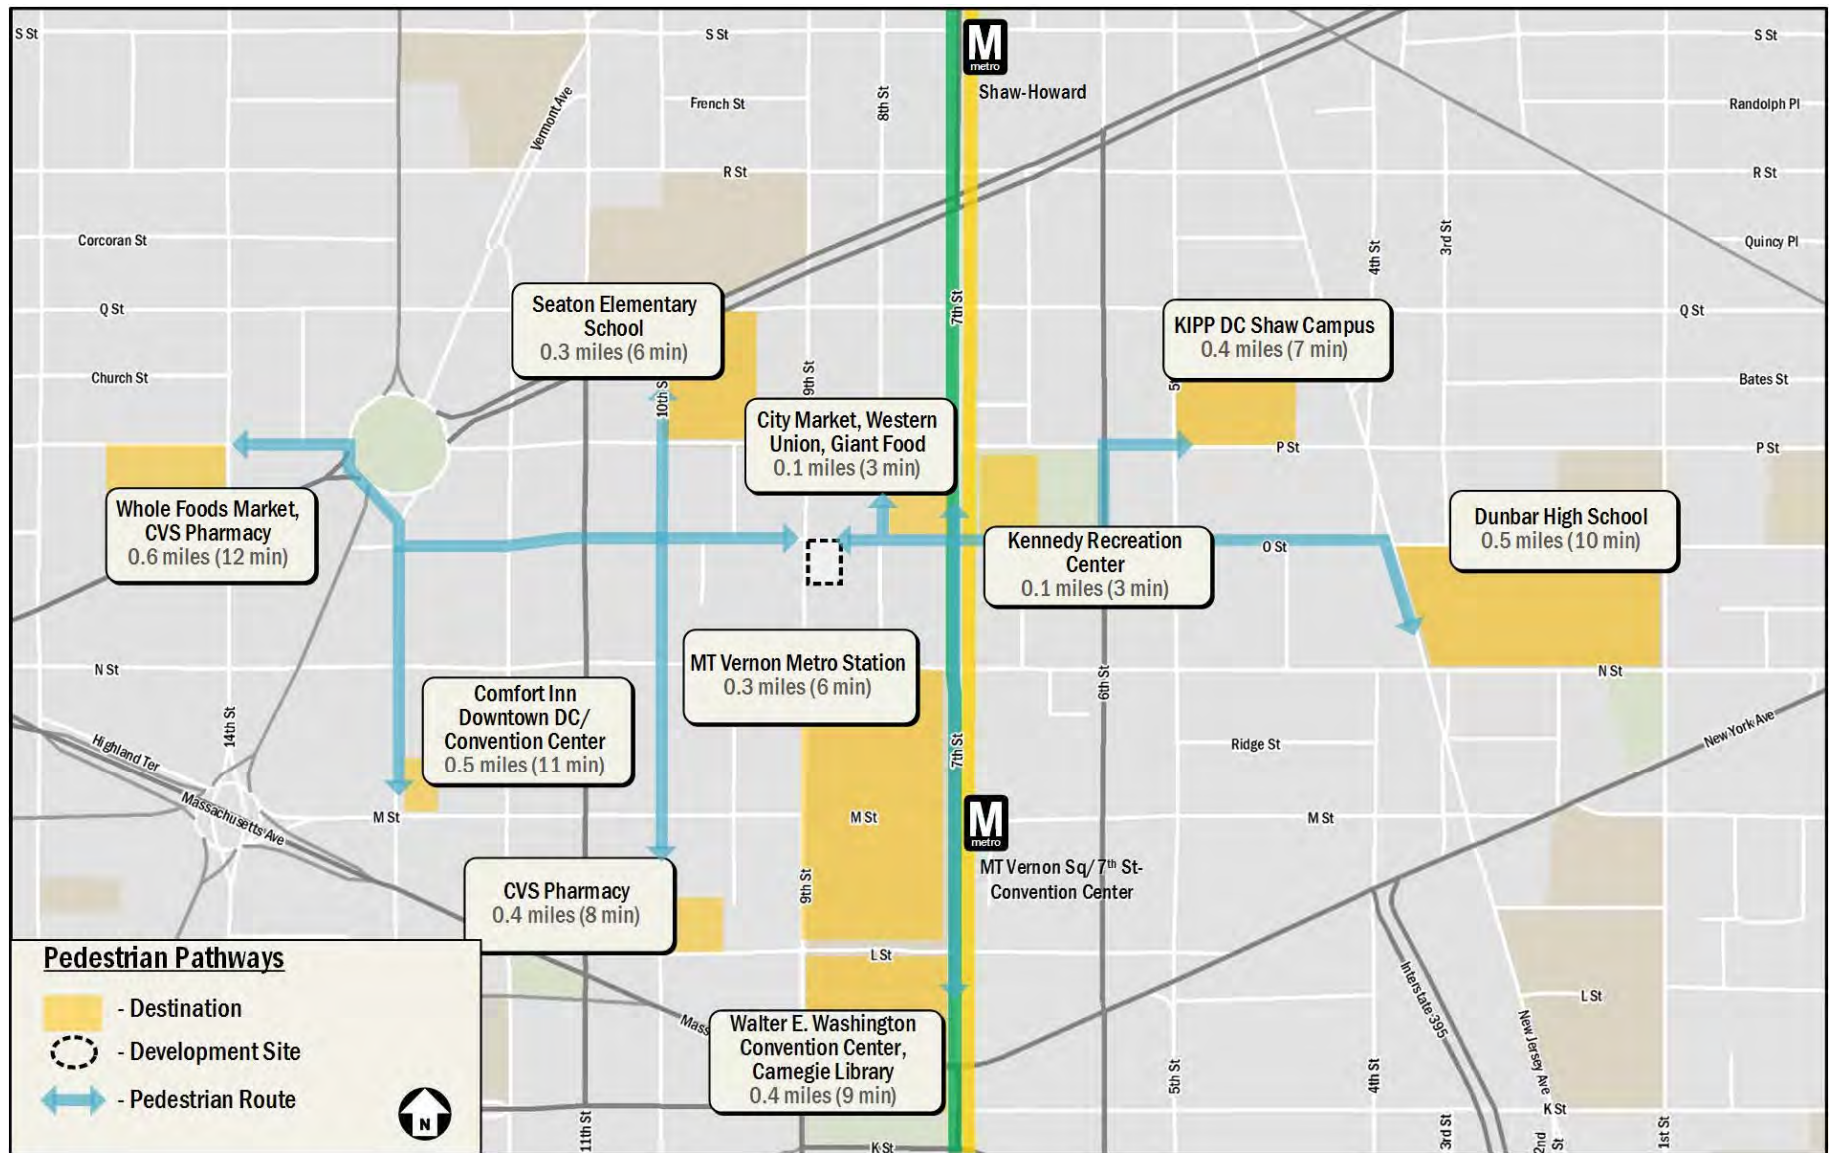 S St
S St
S St
M
metro
Shaw-Howard
French St
8th St
Vermont Ave
Randolph Pl
R St
R St
Corcoran St
4th St
3rd St
Quincy Pl
Seaton Elementary
School
0.3 miles (6 min)
7th St
KIPP DC Shaw Campus
0.4 miles (7 min)
Q St
Q St
Church St
10th S
9th St
Bates St
City Market, Western
Union, Giant Food
0.1 miles (3 min)
P St
P St
Whole Foods Market,
CVS Pharmacy
0.6 miles (12 min)
Kennedy Recreation
Center
0.1 miles (3 min)
O St
Dunbar High School
0.5 miles (10 min)
MT Vernon Metro Station
0.3 miles (6 min)
N St
N St
6th St
14th St
Comfort Inn
Downtown DC/
Convention Center
0.5 miles (11 min)
7th St
Ridge St
New York Ave
Highland Ter
Massachusetts Ave
M St
M St
M St
M
metro
MT Vernon Sq/ 7th St-
Convention Center
CVS Pharmacy
0.4 miles (8 min)
9th St
L St
L St
Interstate 395
New Jersey Ave
Mass
Walter E. Washington
Convention Center,
Carnegie Library
0.4 miles (9 min)
5th St
4th St
3rd St
2nd St
1st St
K St
K St
11th St
Pedestrian Pathways
- Destination
- Development Site
- Pedestrian Route
N